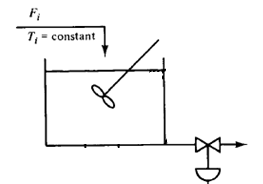 F_i
T_i = constant